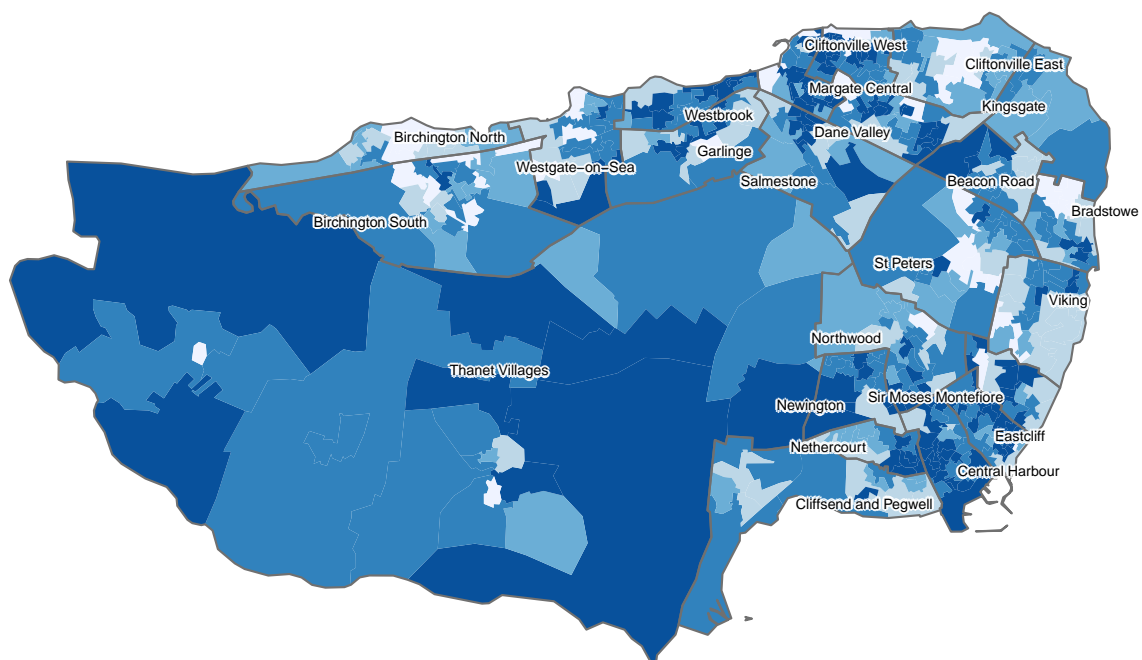 Cliftonville West
Cliftonville East
Margate Central
Kingsgate
Westbrook
Dane Valley
Birchington North
Garlinge
Westgate−on−Sea
Salmestone
Beacon Road
Bradstowe
Birchington South
St Peters
Viking
Northwood
Thanet Villages
Sir Moses Montefiore
Newington
Eastcliff
Nethercourt
Central Harbour
Cliffsend and Pegwell